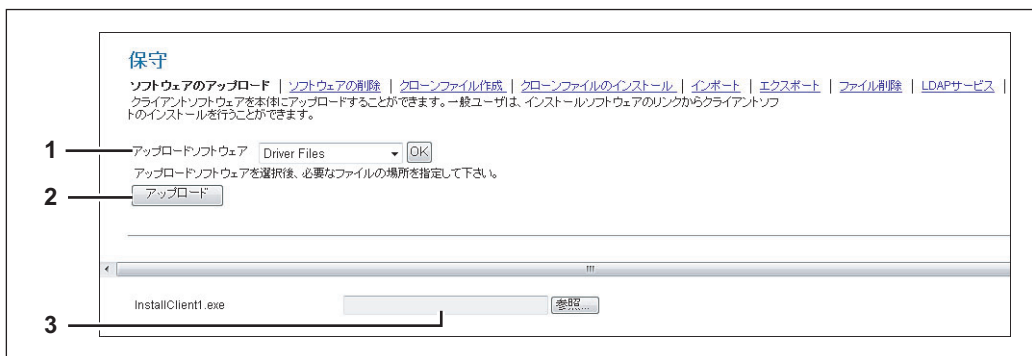 保守
ソフトウェアのアップロード | ソフトウェアの削除 | クローンファイル作成 | クローンファイルのインストール | インポート | エクスポート | ファイル削除 | LDAPサービス |
クライアントソフトウェアを本体にアップロードすることができます。一般ユーザは、インストールソフトウェアのリンクからクライアントソフ
トのインストールを行うことができます。
1 アップロードソフトウェア Driver Files OK
アップロードソフトウェアを選択後、必要なファイルの場所を指定して下さい。
2 アップロード
InstallClient1.exe 参照...
3